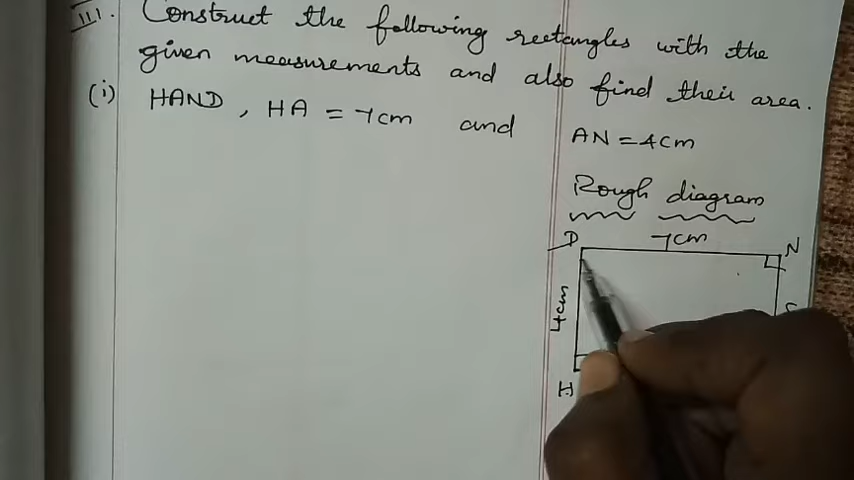 III.
Construct the following rectangles with the
given measurements and also find their area.
(i) HAND, HA = 7cm and AN = 4cm
Rough diagram
D 7cm N
4cm
H